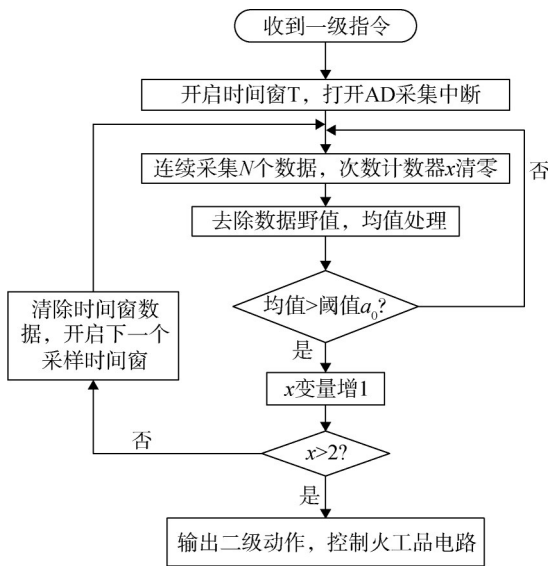 收到一级指令
开启时间窗T，打开AD采集中断
连续采集N个数据，次数计数器x清零
否
去除数据野值，均值处理
均值>阈值a₀?
清除时间窗数
据，开启下一个
采样时间窗
是
x变量增1
否
x>2?
是
输出二级动作，控制火工品电路